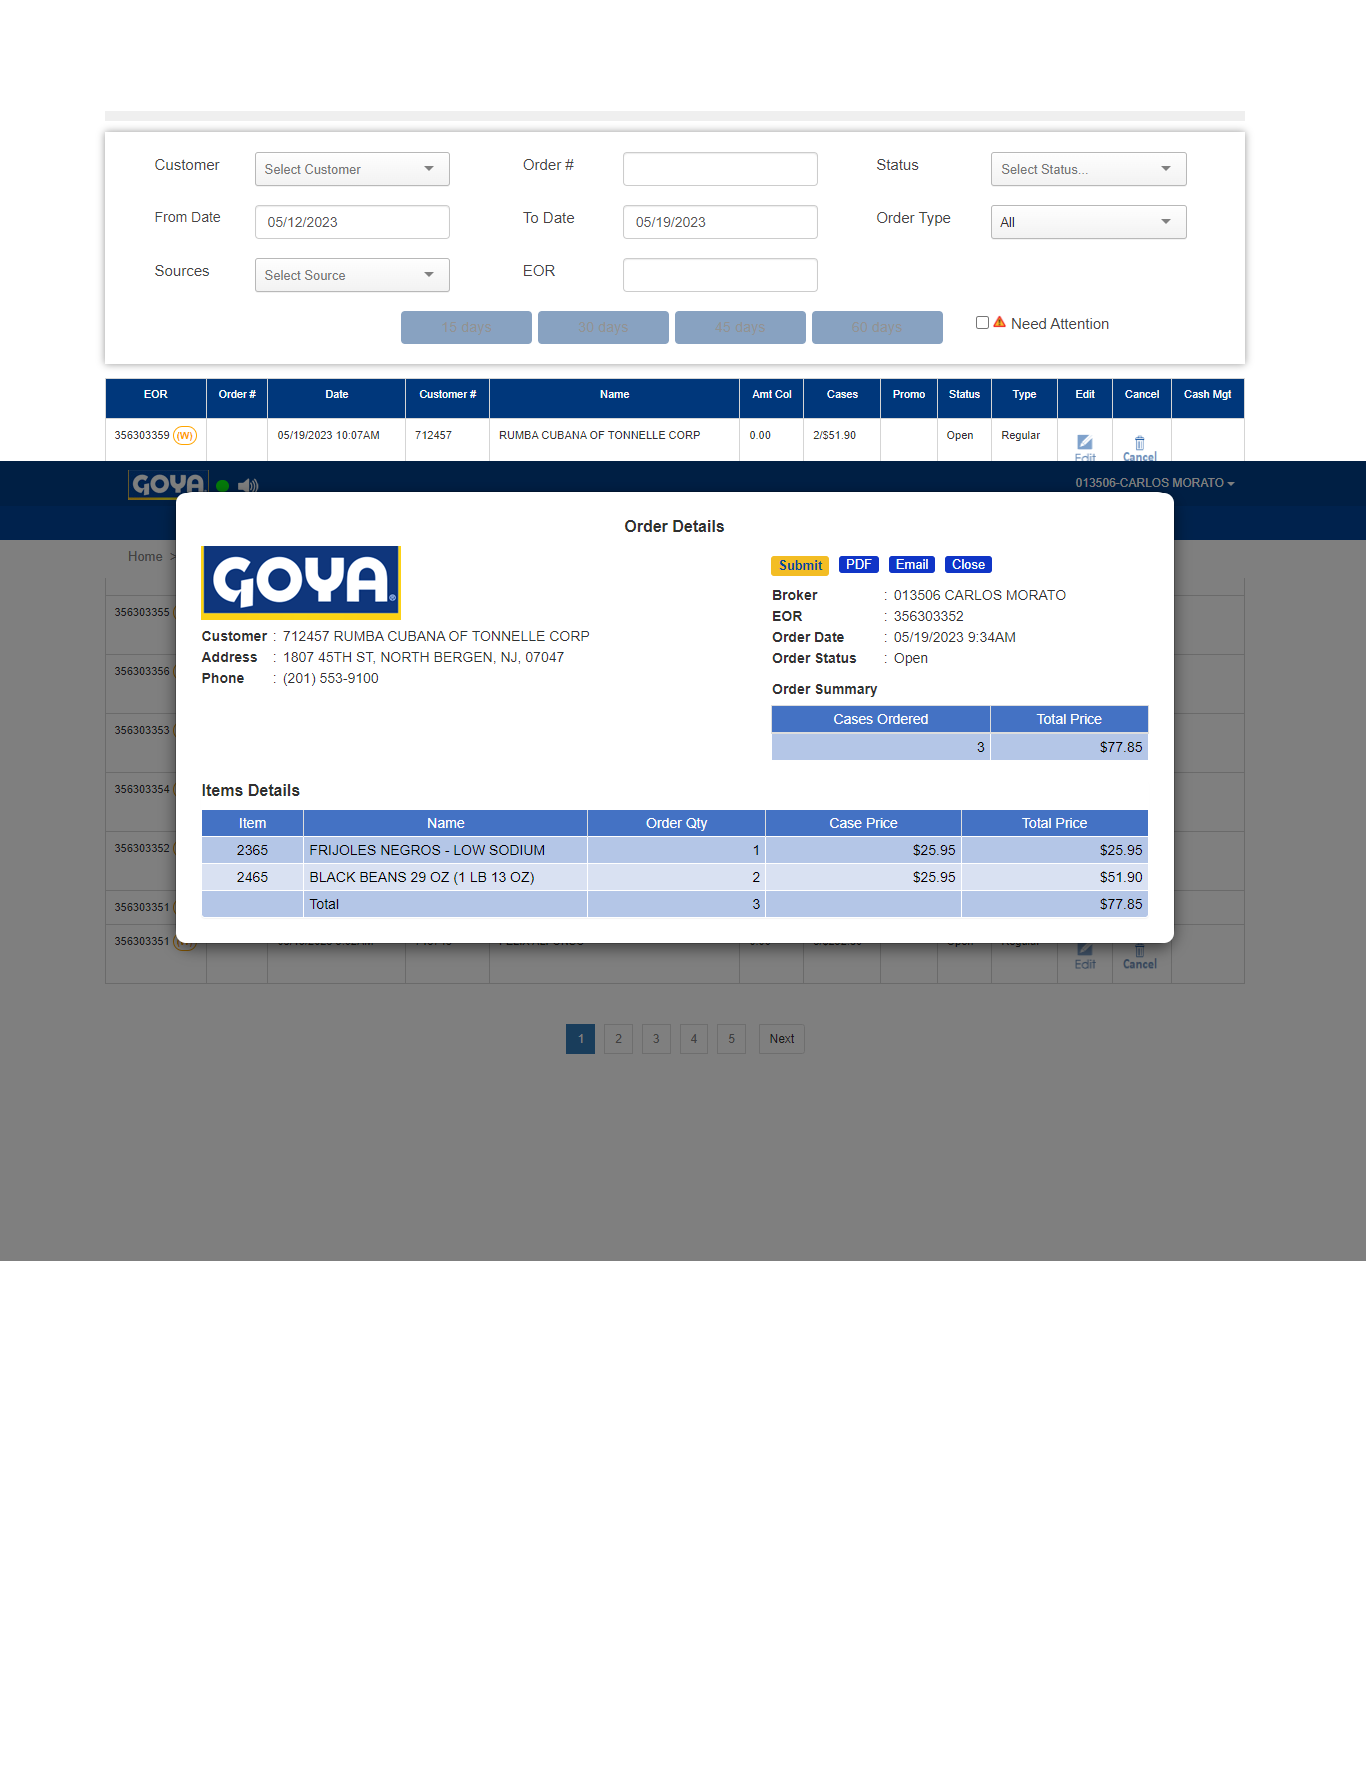 Customer Select Customer Order # Status Select Status...
From Date 05/12/2023 To Date 05/19/2023 Order Type All
Sources Select Source EOR
15 days 30 days 45 days 60 days Need Attention
EOR Order # Date Customer # Name Amt Col Cases Promo Status Type Edit Cancel Cash Mgt
356303359 (W) 05/19/2023 10:07AM 712457 RUMBA CUBANA OF TONNELLE CORP 0.00 2/$51.90 Open Regular
Edit Cancel
GOYA 013506-CARLOS MORATO
Order Details
Home >
GOYA
Submit PDF Email Close
Broker : 013506 CARLOS MORATO
356303355
EOR : 356303352
Customer : 712457 RUMBA CUBANA OF TONNELLE CORP Order Date : 05/19/2023 9:34AM
Address : 1807 45TH ST, NORTH BERGEN, NJ, 07047 Order Status : Open
356303356
Phone : (201) 553-9100
Order Summary
Cases Ordered Total Price
356303353
3 $77.85
356303354 Items Details
Item Name Order Qty Case Price Total Price
356303352 2365 FRIJOLES NEGROS - LOW SODIUM 1 $25.95 $25.95
2465 BLACK BEANS 29 OZ (1 LB 13 OZ) 2 $25.95 $51.90
356303351 Total 3 $77.85
356303351
Edit Cancel
1 2 3 4 5 Next